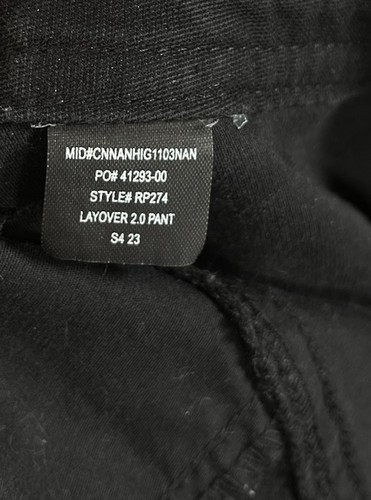 MID#CNNANHIG1103NAN
PO# 41293-00
STYLE# RP274
LAYOVER 2.0 PANT
S4 23